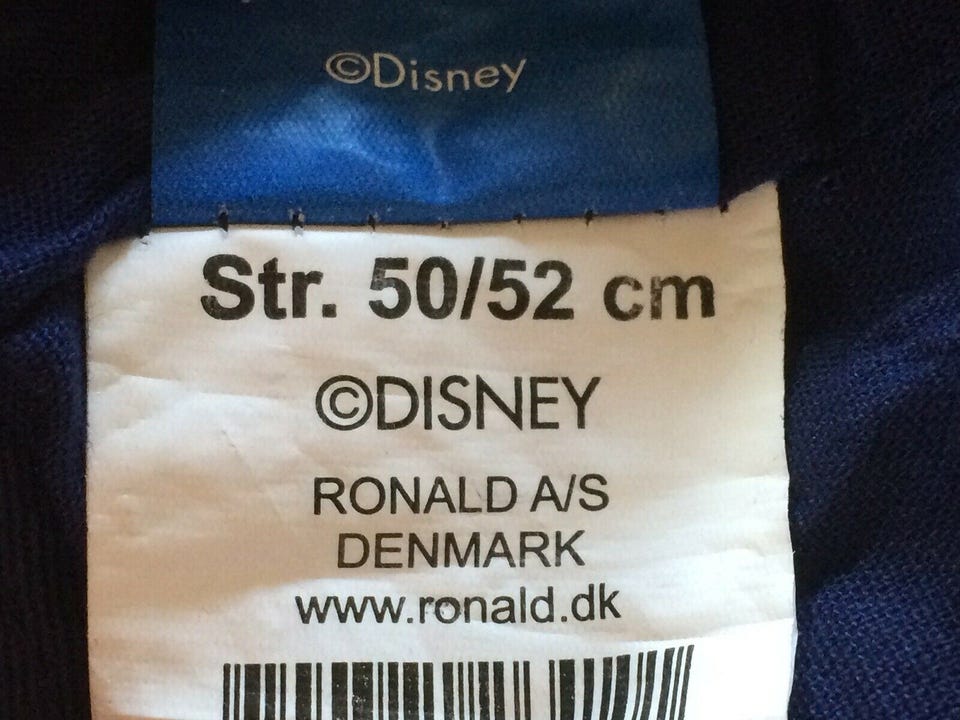 ©Disney
Str. 50/52 cm
©DISNEY
RONALD A/S
DENMARK
www.ronald.dk